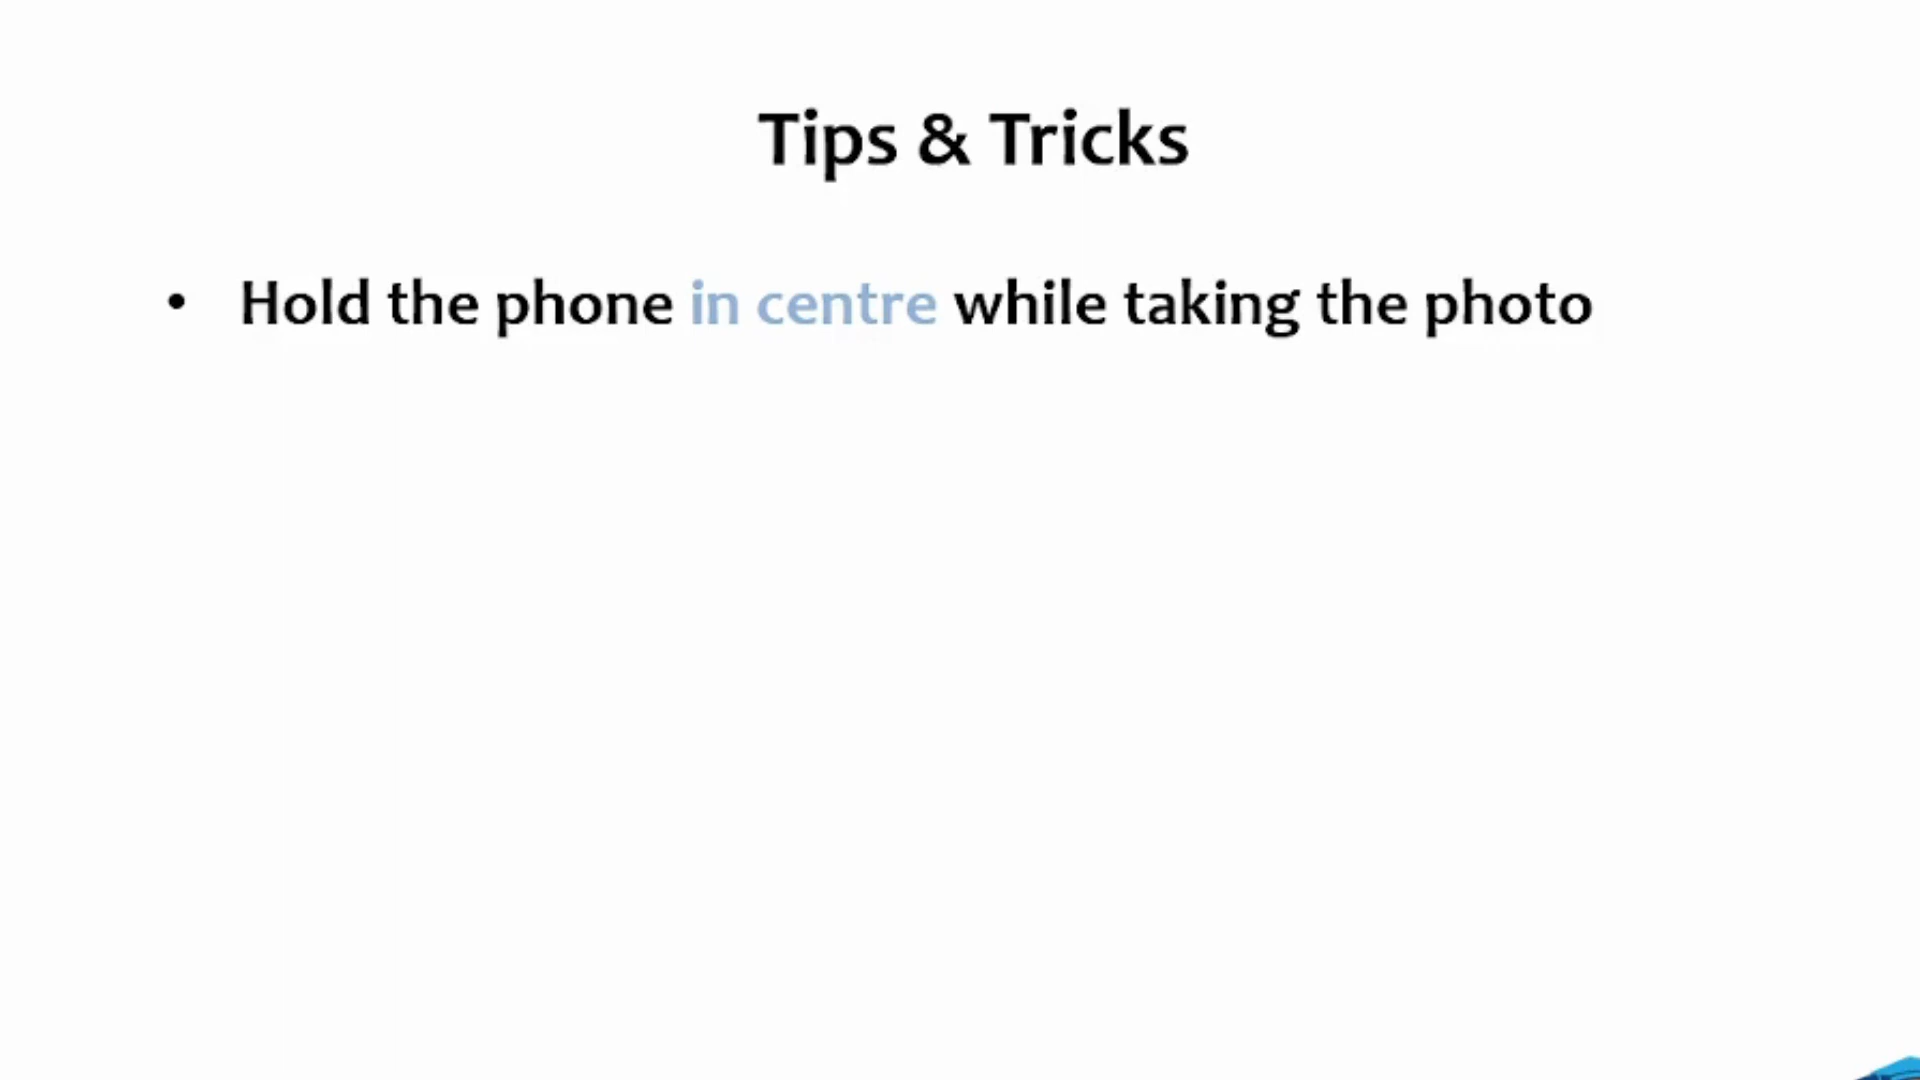 Tips & Tricks
• Hold the phone in centre while taking the photo